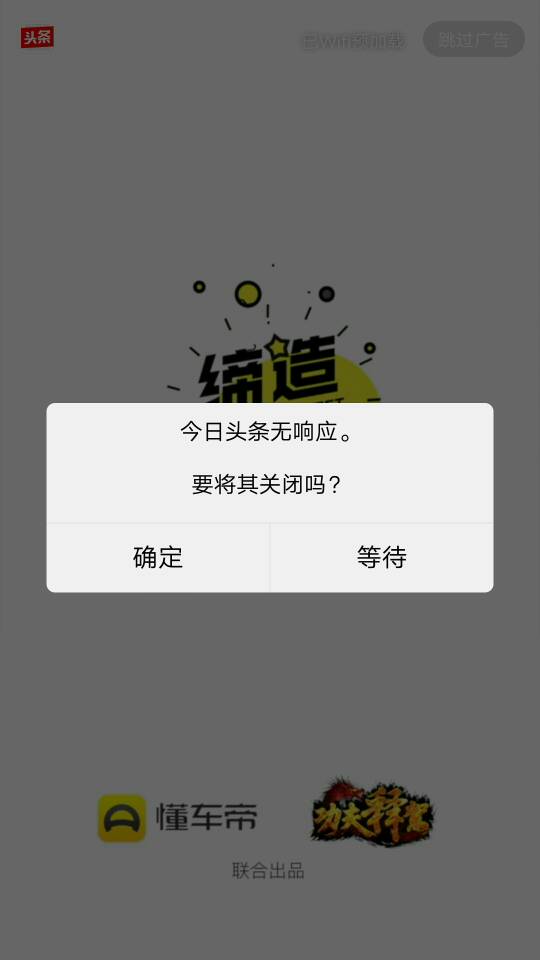 头条
已Wifi预加载
跳过广告
缔造
今日头条无响应。
要将其关闭吗?
确定
等待
懂车帝
功夫
联合出品